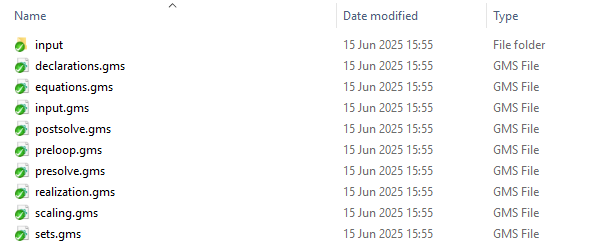 Name Date modified Type
input 15 Jun 2025 15:55 File folder
declarations.gms 15 Jun 2025 15:55 GMS File
equations.gms 15 Jun 2025 15:55 GMS File
input.gms 15 Jun 2025 15:55 GMS File
postsolve.gms 15 Jun 2025 15:55 GMS File
preloop.gms 15 Jun 2025 15:55 GMS File
presolve.gms 15 Jun 2025 15:55 GMS File
realization.gms 15 Jun 2025 15:55 GMS File
scaling.gms 15 Jun 2025 15:55 GMS File
sets.gms 15 Jun 2025 15:55 GMS File